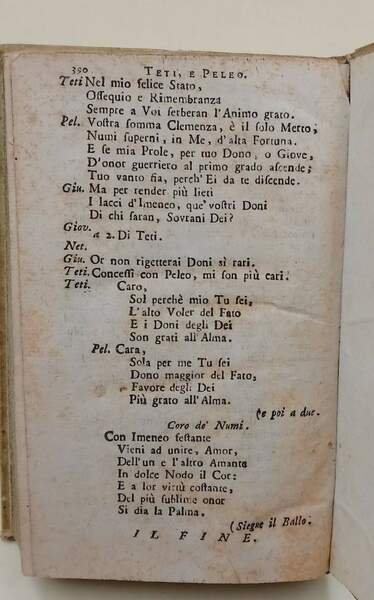 390 TETI, E PELEO.
Teti Nel mio felice Stato,
Ossequio e Rimembranza
Sempre a Voi serberan l'Animo grato.
Pel. Vostra somma Clemenza, è il solo Merto;
Numi superni, in Me, d'alta Fortuna.
E se mia Prole, per tuo Dono, o Giove,
D'onor guerriero al primo grado ascende;
Tuo vanto fia, perch' Ei da te discende.
Giu. Ma per render più lieti
I lacci d'Imeneo, que' vostri Doni
Di chi saran, Sovrani Dei?
Giov.
a 2. Di Teti.
Net.
Giu. Or non rigetterai Doni sì rari.
Teti. Concessi con Peleo, mi son più cari.
Teti. Caro,
Sol perchè mio Tu sei,
L'alto Voler del Fato
E i Doni degli Dei
Son grati all'Alma.
Pel. Cara,
Sola per me Tu sei
Dono maggior del Fato,
Favore degli Dei
Più grato all'Alma.
(e poi a due.
Coro de' Numi.
Con Imeneo festante
Vieni ad unire, Amor,
Dell'un e l'altro Amante
In dolce Nodo il Cor:
E a lor virtù costante,
Del più sublime onor
Si dia la Palma.
(Siegue il Ballo.
IL FINE.